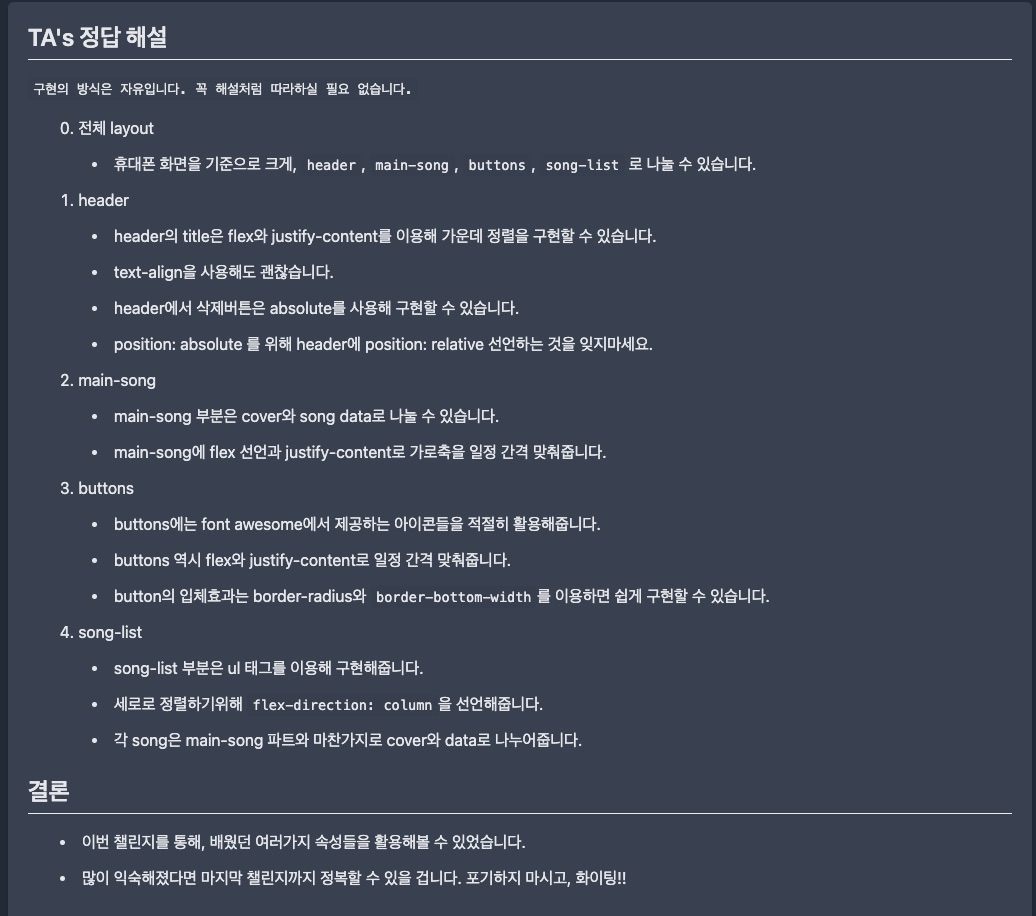 TA's 정답 해설
구현의 방식은 자유입니다. 꼭 해설처럼 따라하실 필요 없습니다.
0. 전체 layout
• 휴대폰 화면을 기준으로 크게, header, main-song, buttons, song-list 로 나눌 수 있습니다.
1. header
• header의 title은 flex와 justify-content를 이용해 가운데 정렬을 구현할 수 있습니다.
• text-align을 사용해도 괜찮습니다.
• header에서 삭제버튼은 absolute를 사용해 구현할 수 있습니다.
• position: absolute 를 위해 header에 position: relative 선언하는 것을 잊지마세요.
2. main-song
• main-song 부분은 cover와 song data로 나눌 수 있습니다.
• main-song에 flex 선언과 justify-content로 가로축을 일정 간격 맞춰줍니다.
3. buttons
• buttons에는 font awesome에서 제공하는 아이콘들을 적절히 활용해줍니다.
• buttons 역시 flex와 justify-content로 일정 간격 맞춰줍니다.
• button의 입체효과는 border-radius와 border-bottom-width 를 이용하면 쉽게 구현할 수 있습니다.
4. song-list
• song-list 부분은 ul 태그를 이용해 구현해줍니다.
• 세로로 정렬하기위해 flex-direction: column 을 선언해줍니다.
• 각 song은 main-song 파트와 마찬가지로 cover와 data로 나누어줍니다.
결론
• 이번 챌린지를 통해, 배웠던 여러가지 속성들을 활용해볼 수 있었습니다.
• 많이 익숙해졌다면 마지막 챌린지까지 정복할 수 있을 겁니다. 포기하지 마시고, 화이팅!!